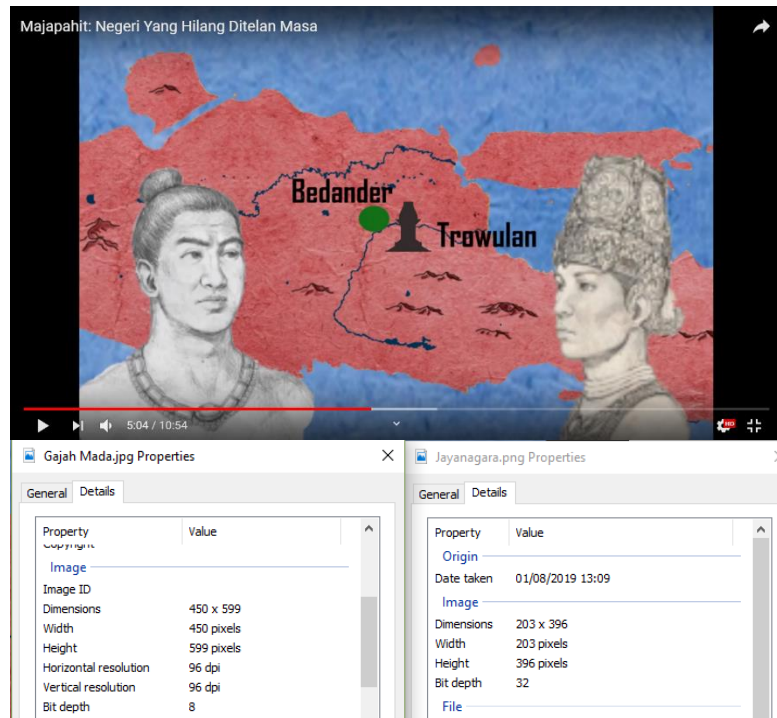 Majapahit: Negeri Yang Hilang Ditelan Masa
Bedander
Trowulan
5:04 / 10:54
HD
Gajah Mada.jpg Properties
General Details
Property Value
Copyright
Image
Image ID
Dimensions 450 x 599
Width 450 pixels
Height 599 pixels
Horizontal resolution 96 dpi
Vertical resolution 96 dpi
Bit depth 8
Jayanagara.png Properties
General Details
Property Value
Origin
Date taken 01/08/2019 13:09
Image
Dimensions 203 x 396
Width 203 pixels
Height 396 pixels
Bit depth 32
File